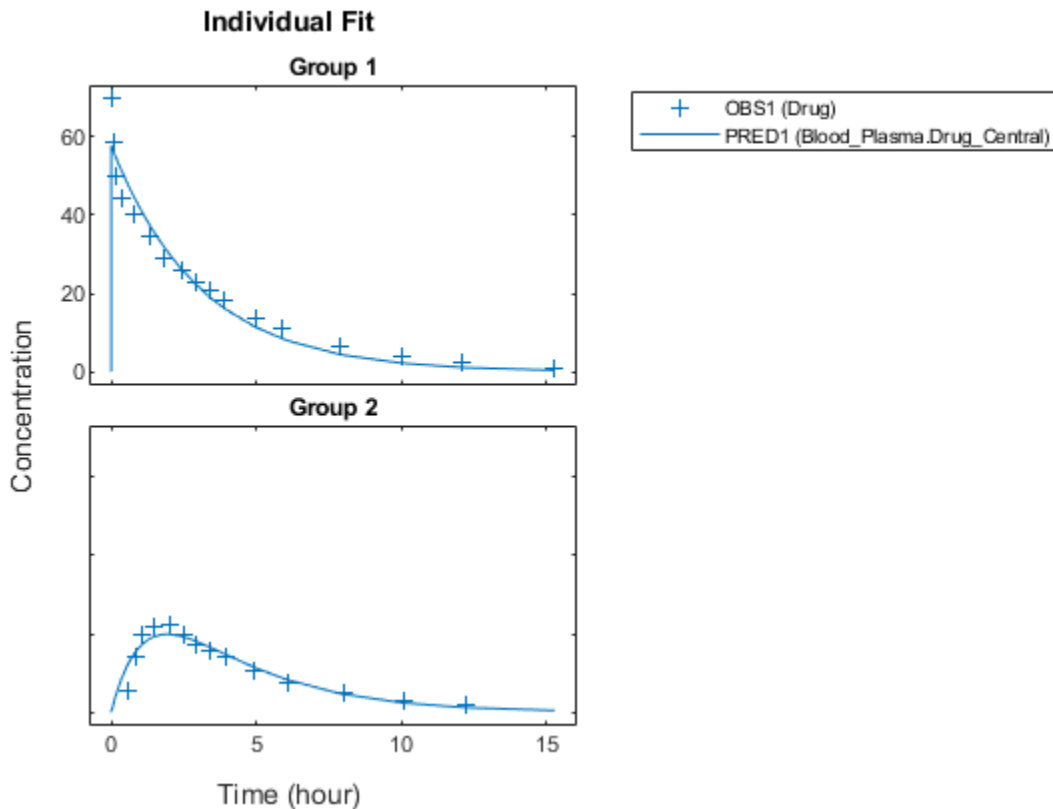 Individual Fit
Group 1
OBS1 (Drug)
PRED1 (Blood_Plasma.Drug_Central)
60
40
20
0
Concentration
Group 2
0 5 10 15
Time (hour)